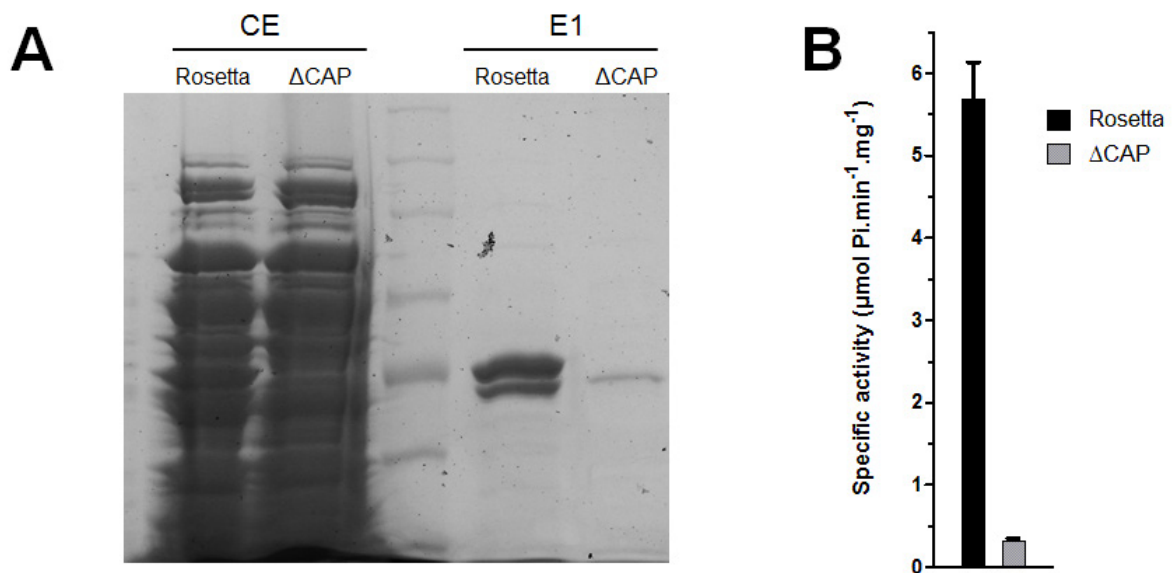 A
CE E1
Rosetta ΔCAP Rosetta ΔCAP
B
Specific activity (µmol Pi.min⁻¹.mg⁻¹)
6
5
4
3
2
1
0
Rosetta
ΔCAP